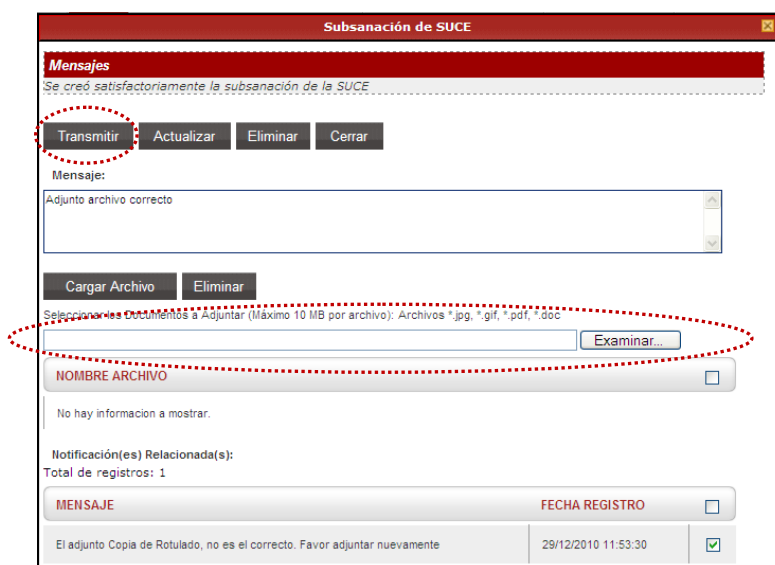 Subsanación de SUCE
Mensajes
Se creó satisfactoriamente la subsanación de la SUCE
Transmitir Actualizar Eliminar Cerrar
Mensaje:
Adjunto archivo correcto
Cargar Archivo Eliminar
Seleccionar los Documentos a Adjuntar (Máximo 10 MB por archivo): Archivos *.jpg, *.gif, *.pdf, *.doc
Examinar...
NOMBRE ARCHIVO
No hay informacion a mostrar.
Notificación(es) Relacionada(s):
Total de registros: 1
MENSAJE FECHA REGISTRO
El adjunto Copia de Rotulado, no es el correcto. Favor adjuntar nuevamente 29/12/2010 11:53:30